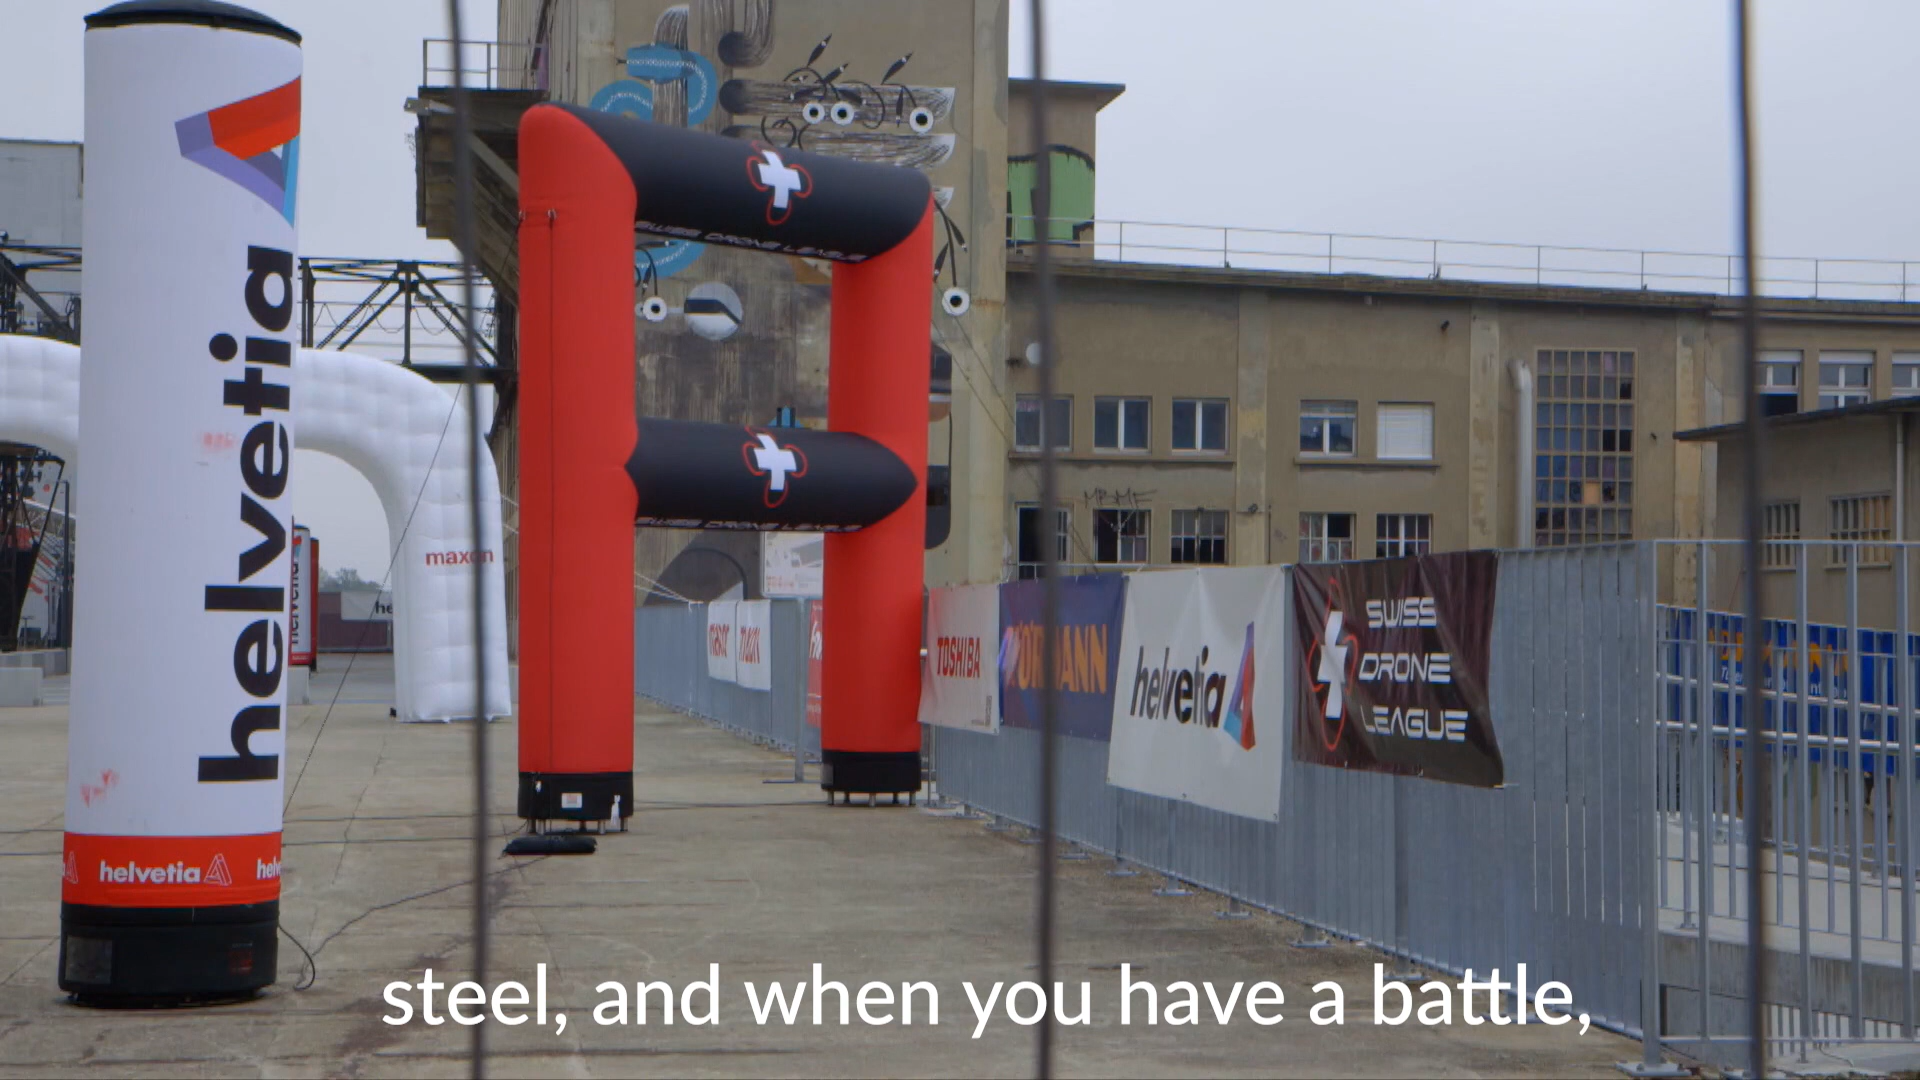 helvetia
SWISS DRONE LEAGUE
SWISS DRONE LEAGUE
maxon
maxon
TOSHIBA
helvetia
SWISS
DRONE
LEAGUE
helvetia
steel, and when you have a battle,